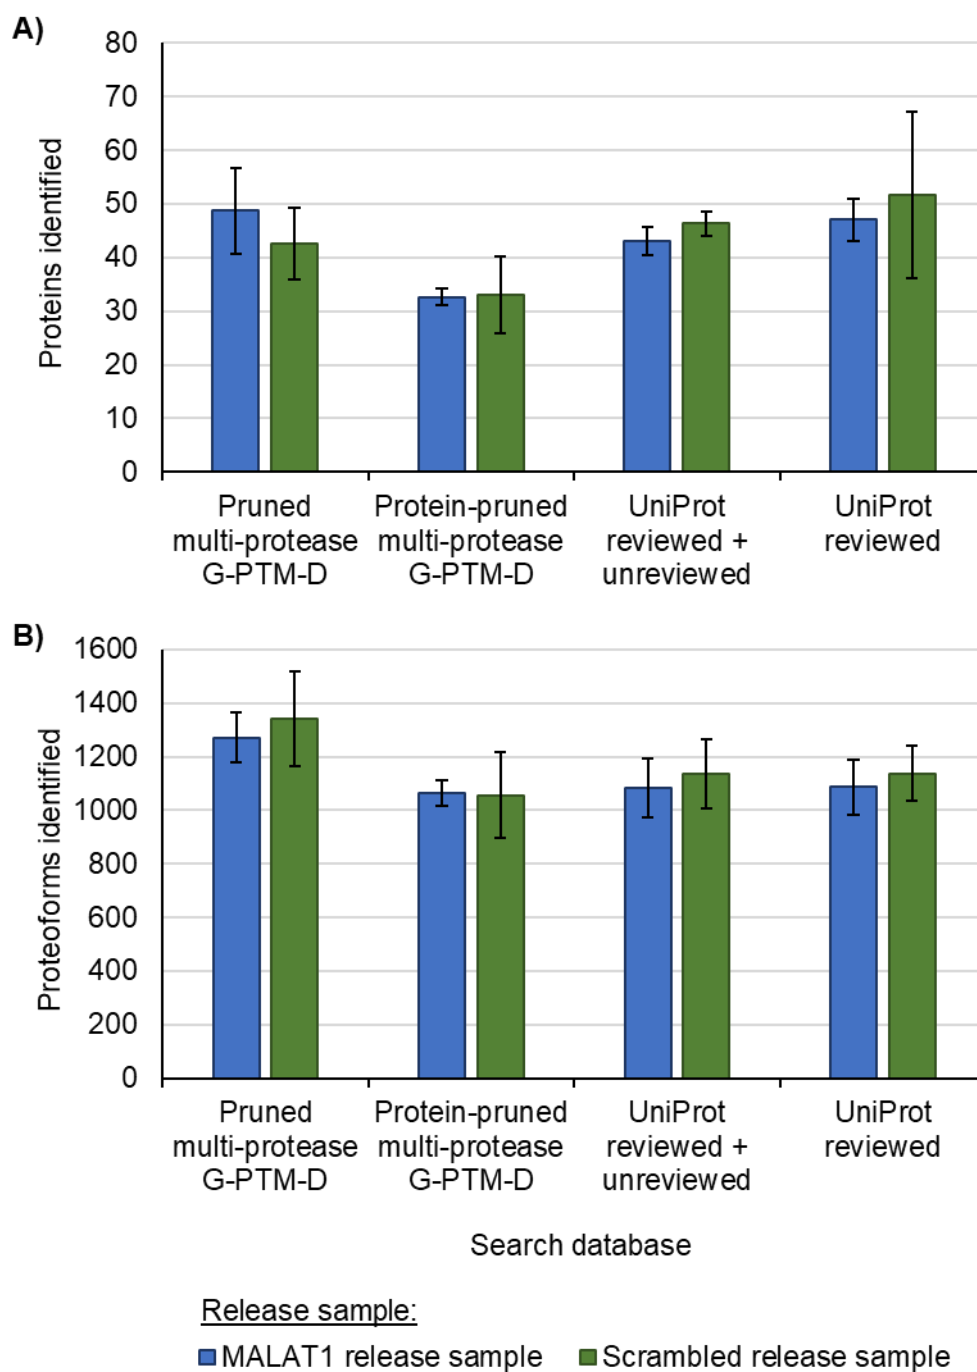 A)
80
70
60
50
40
30
20
10
0
Proteins identified
Pruned
multi-protease
G-PTM-D
Protein-pruned
multi-protease
G-PTM-D
UniProt
reviewed +
unreviewed
UniProt
reviewed
B)
1600
1400
1200
1000
800
600
400
200
0
Proteoforms identified
Pruned
multi-protease
G-PTM-D
Protein-pruned
multi-protease
G-PTM-D
UniProt
reviewed +
unreviewed
UniProt
reviewed
Search database
Release sample:
MALAT1 release sample
Scrambled release sample